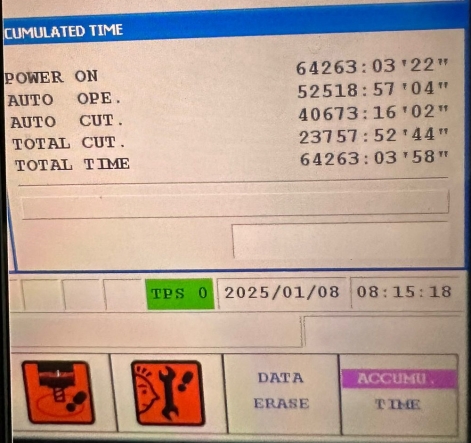 CUMULATED TIME
POWER ON 64263:03'22"
AUTO OPE. 52518:57'04"
AUTO CUT. 40673:16'02"
TOTAL CUT. 23757:52'44"
TOTAL TIME 64263:03'58"
TPS 0 2025/01/08 08:15:18
DATA ACCUMU.
ERASE TIME